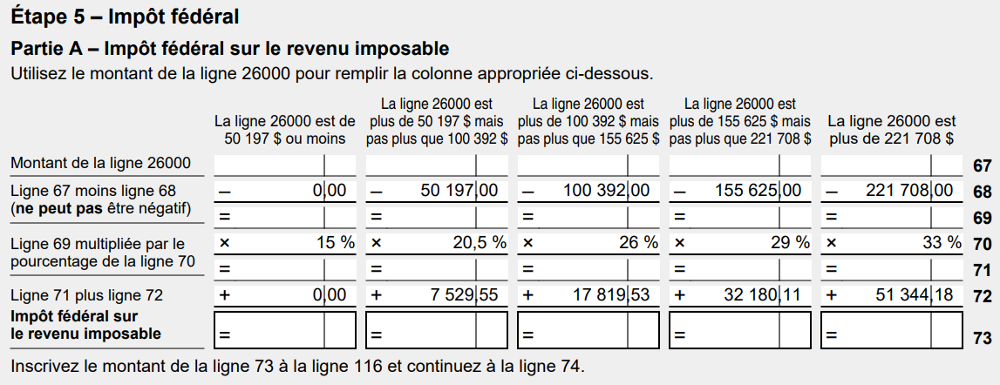 Étape 5 – Impôt fédéral
Partie A – Impôt fédéral sur le revenu imposable
Utilisez le montant de la ligne 26000 pour remplir la colonne appropriée ci-dessous.
La ligne 26000 est de
50 197 $ ou moins
La ligne 26000 est
plus de 50 197 $ mais
pas plus que 100 392 $
La ligne 26000 est
plus de 100 392 $ mais
pas plus que 155 625 $
La ligne 26000 est
plus de 155 625 $ mais
pas plus que 221 708 $
La ligne 26000 est
plus de 221 708 $
Montant de la ligne 26000 67
Ligne 67 moins ligne 68
(ne peut pas être négatif)
– 0,00 – 50 197,00 – 100 392,00 – 155 625,00 – 221 708,00 68
= = = = = 69
Ligne 69 multipliée par le
pourcentage de la ligne 70
× 15 % × 20,5 % × 26 % × 29 % × 33 % 70
= = = = = 71
Ligne 71 plus ligne 72 + 0,00 + 7 529,55 + 17 819,53 + 32 180,11 + 51 344,18 72
Impôt fédéral sur
le revenu imposable = = = = = 73
Inscrivez le montant de la ligne 73 à la ligne 116 et continuez à la ligne 74.